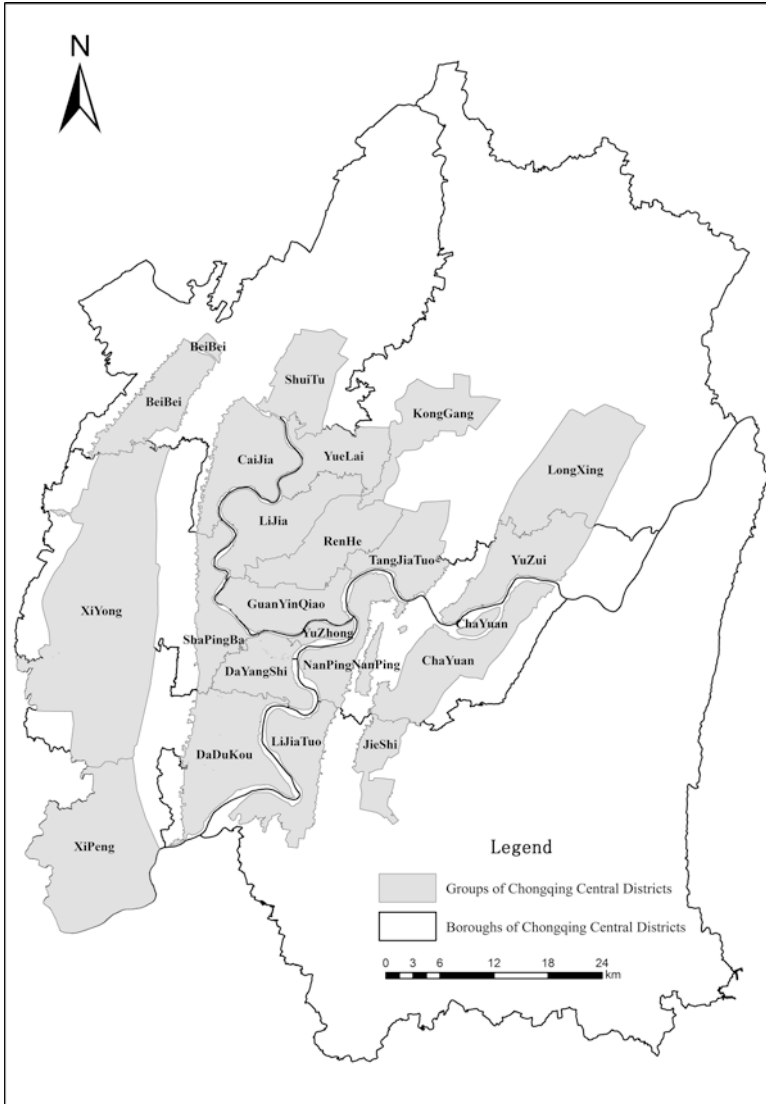 N
BeiBei
BeiBei
ShuiTu
KongGang
CaiJia
YueLai
LongXing
LiJia
RenHe
TangJiaTuo
YuZui
XiYong
GuanYinQiao
ChaYuan
ShaPingBa
YuZhong
DaYangShi
NanPing
NanPing
ChaYuan
DaDuKou
LiJiaTuo
JieShi
XiPeng
Legend
Groups of Chongqing Central Districts
Boroughs of Chongqing Central Districts
0 3 6 12 18 24
km